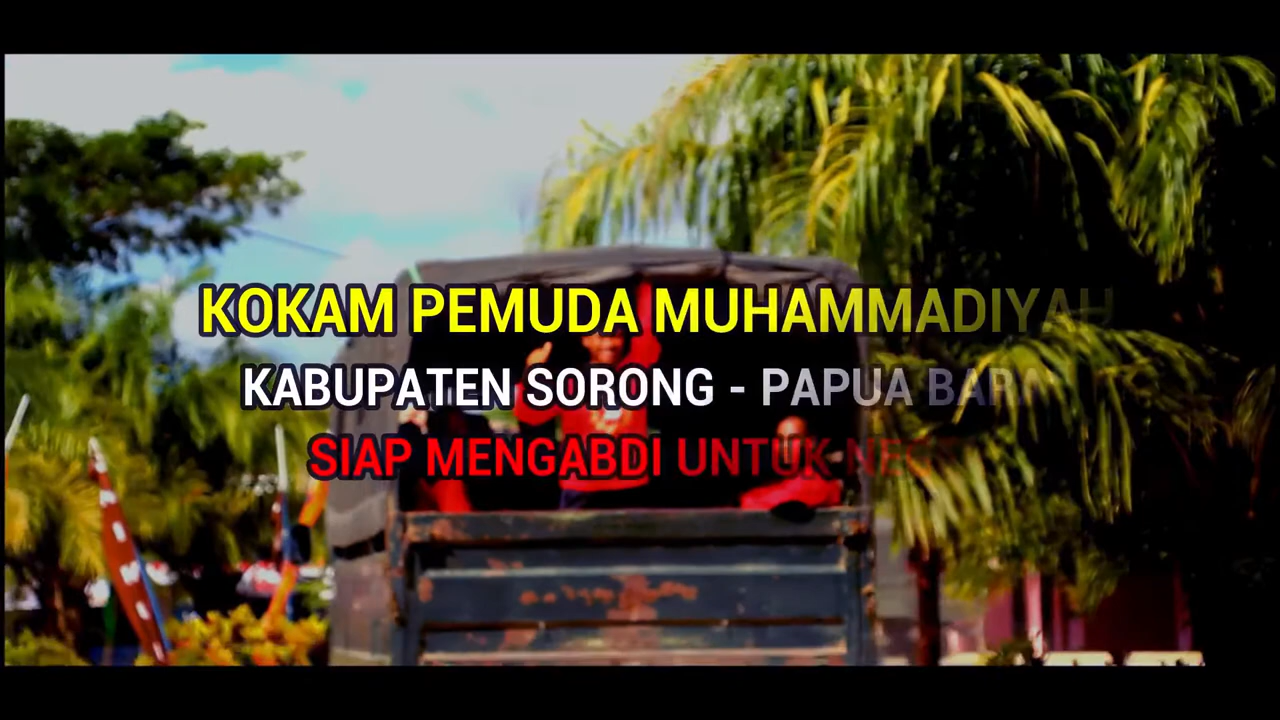 KOKAM PEMUDA MUHAMMADIYAH
KABUPATEN SORONG - PAPUA
SIAP MENGABDI UNTUK